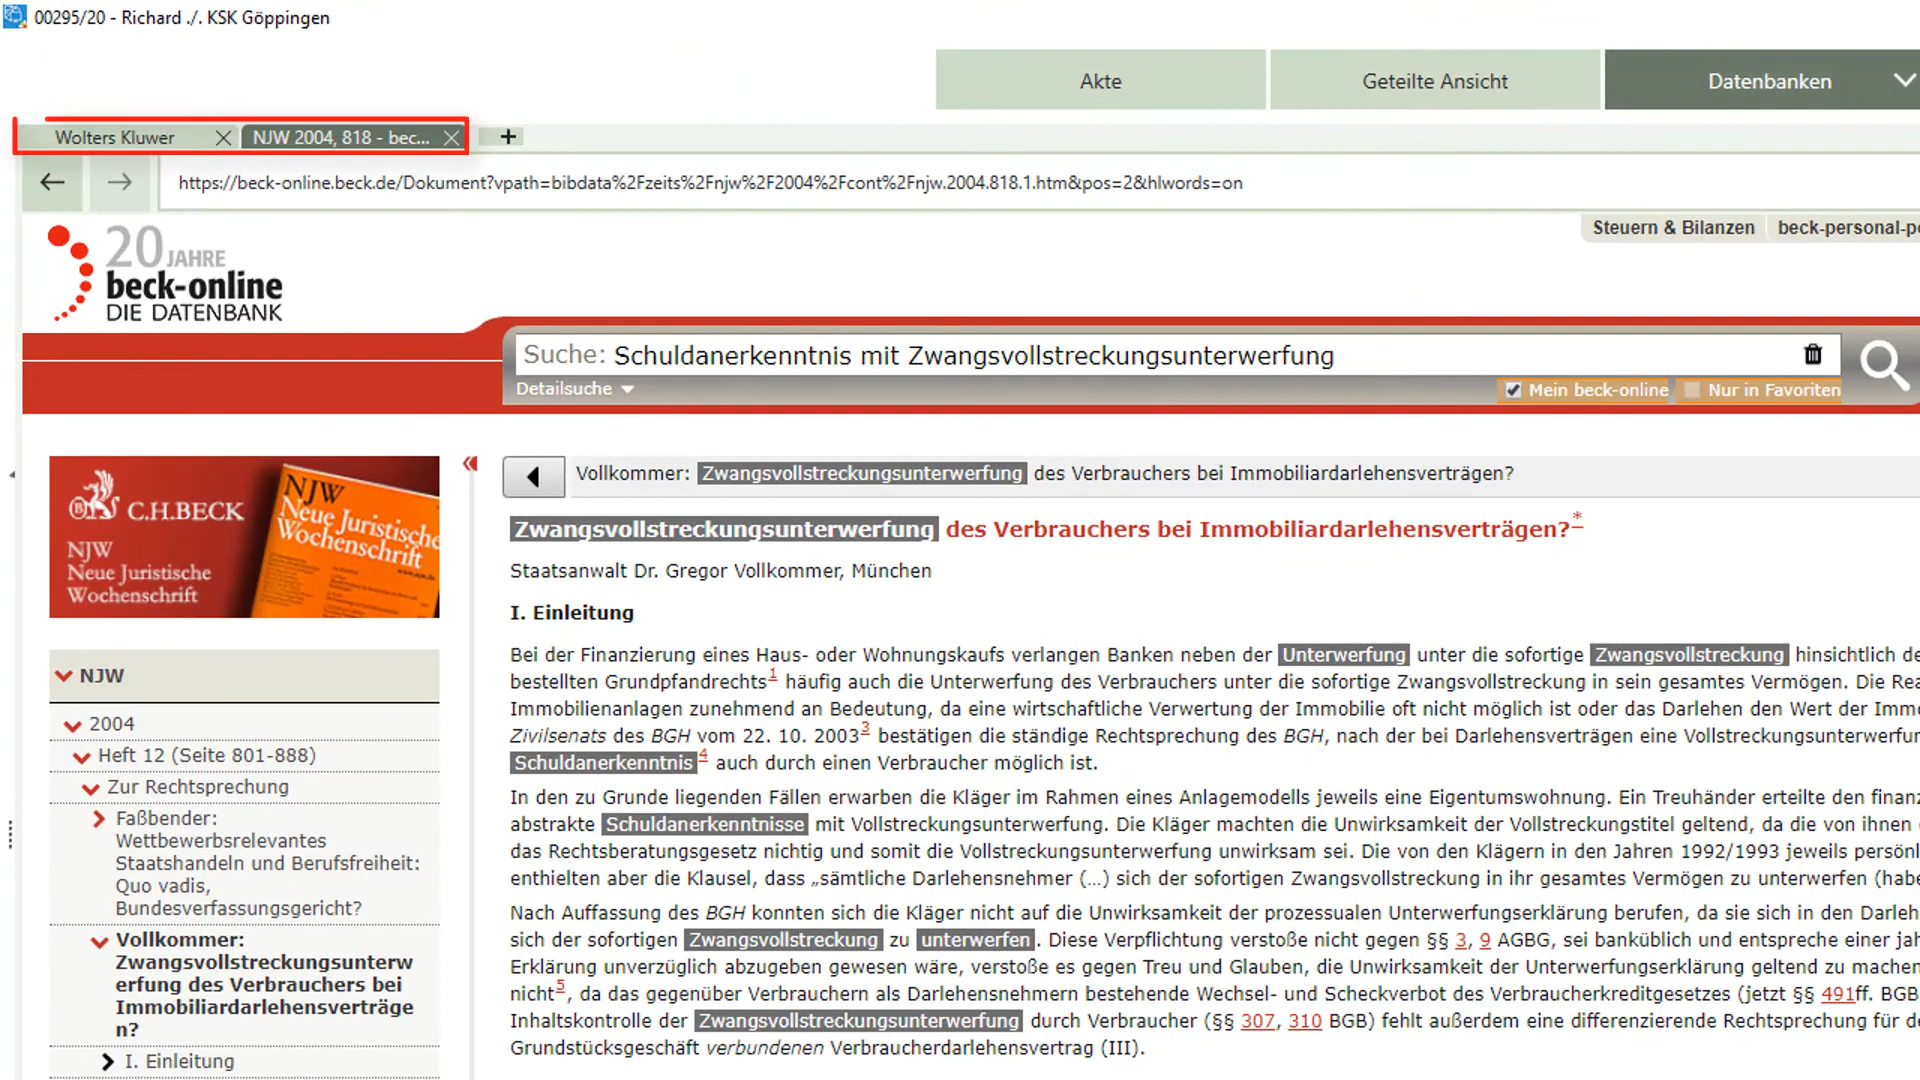 00295/20 - Richard ./. KSK Göppingen
Akte
Geteilte Ansicht
Datenbanken
Wolters Kluwer
NJW 2004, 818 - bec...
https://beck-online.beck.de/Dokument?vpath=bibdata%2Fzeits%2Fnjw%2F2004%2Fcont%2Fnjw.2004.818.1.htm&pos=2&hlwords=on
Steuern & Bilanzen
beck-personal-p
20 JAHRE
beck-online
DIE DATENBANK
Suche: Schuldanerkenntnis mit Zwangsvollstreckungsunterwerfung
Detailsuche
Mein beck-online
Nur in Favoriten
C.H.BECK
NJW
Neue Juristische
Wochenschrift
NJW
Neue Juristische
Wochenschrift
Vollkommer: Zwangsvollstreckungsunterwerfung des Verbrauchers bei Immobiliardarlehensverträgen?
Zwangsvollstreckungsunterwerfung des Verbrauchers bei Immobiliardarlehensverträgen?*
Staatsanwalt Dr. Gregor Vollkommer, München
I. Einleitung
Bei der Finanzierung eines Haus- oder Wohnungskaufs verlangen Banken neben der Unterwerfung unter die sofortige Zwangsvollstreckung hinsichtlich de
bestellten Grundpfandrechts1 häufig auch die Unterwerfung des Verbrauchers unter die sofortige Zwangsvollstreckung in sein gesamtes Vermögen. Die Rea
Immobilienanlagen zunehmend an Bedeutung, da eine wirtschaftliche Verwertung der Immobilie oft nicht möglich ist oder das Darlehen den Wert der Imm
Zivilsenats des BGH vom 22. 10. 20033 bestätigen die ständige Rechtsprechung des BGH, nach der bei Darlehensverträgen eine Vollstreckungsunterwerfu
Schuldanerkenntnis4 auch durch einen Verbraucher möglich ist.
In den zu Grunde liegenden Fällen erwarben die Kläger im Rahmen eines Anlagemodells jeweils eine Eigentumswohnung. Ein Treuhänder erteilte den finanz
abstrakte Schuldanerkenntnisse mit Vollstreckungsunterwerfung. Die Kläger machten die Unwirksamkeit der Vollstreckungstitel geltend, da die von ihnen
das Rechtsberatungsgesetz nichtig und somit die Vollstreckungsunterwerfung unwirksam sei. Die von den Klägern in den Jahren 1992/1993 jeweils persönl
enthielten aber die Klausel, dass „sämtliche Darlehensnehmer (…) sich der sofortigen Zwangsvollstreckung in ihr gesamtes Vermögen zu unterwerfen (hab
Nach Auffassung des BGH konnten sich die Kläger nicht auf die Unwirksamkeit der prozessualen Unterwerfungserklärung berufen, da sie sich in den Darleh
sich der sofortigen Zwangsvollstreckung zu unterwerfen. Diese Verpflichtung verstoße nicht gegen §§ 3, 9 AGBG, sei banküblich und entspreche einer jah
Erklärung unverzüglich abzugeben gewesen wäre, verstoße es gegen Treu und Glauben, die Unwirksamkeit der Unterwerfungserklärung geltend zu machen
nicht5, da das gegenüber Verbrauchern als Darlehensnehmern bestehende Wechsel- und Scheckverbot des Verbraucherkreditgesetzes (jetzt §§ 491ff. BGB
Inhaltskontrolle der Zwangsvollstreckungsunterwerfung durch Verbraucher (§§ 307, 310 BGB) fehlt außerdem eine differenzierende Rechtsprechung für d
Grundstücksgeschäft verbundenen Verbraucherdarlehensvertrag (III).
NJW
2004
Heft 12 (Seite 801-888)
Zur Rechtsprechung
Faßbender:
Wettbewerbsrelevantes
Staatshandeln und Berufsfreiheit:
Quo vadis,
Bundesverfassungsgericht?
Vollkommer:
Zwangsvollstreckungsunterw
erfung des Verbrauchers bei
Immobiliardarlehensverträge
n?
I. Einleitung